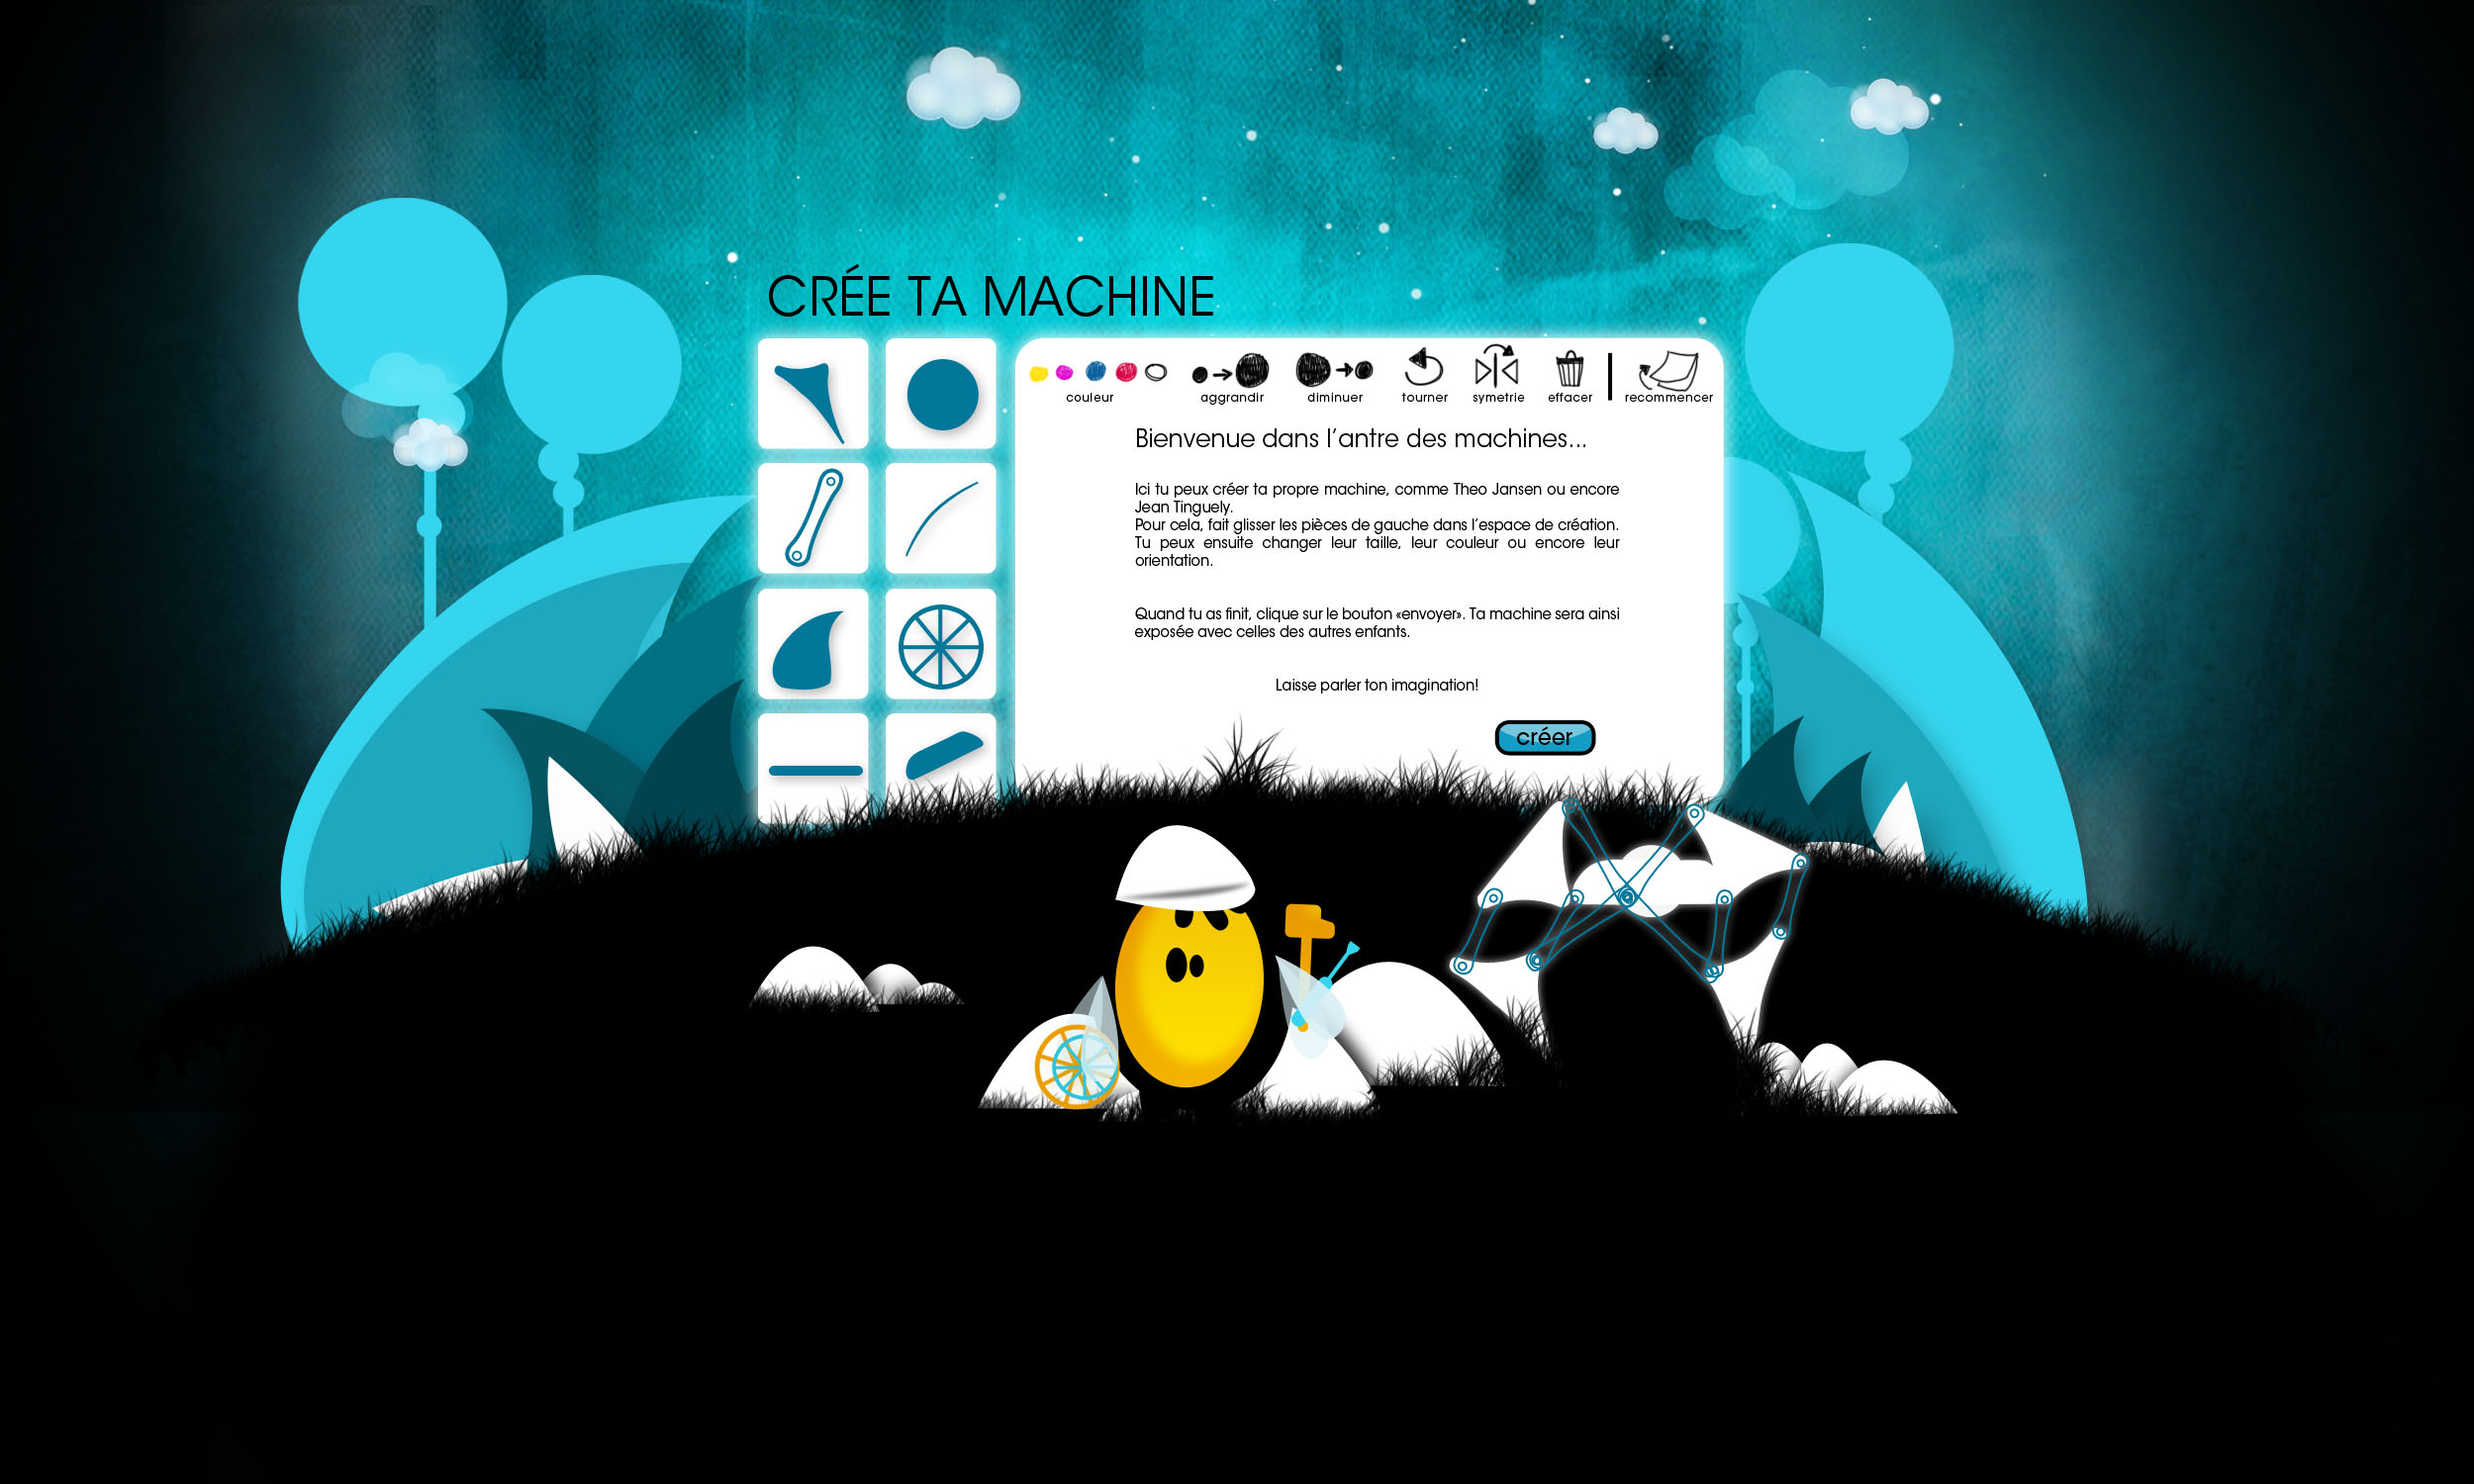 CRÉE TA MACHINE
couleur aggrandir diminuer tourner symetrie effacer recommencer
Bienvenue dans l'antre des machines...
Ici tu peux créer ta propre machine, comme Theo Jansen ou encore
Jean Tinguely.
Pour cela, fait glisser les pièces de gauche dans l'espace de création.
Tu peux ensuite changer leur taille, leur couleur ou encore leur
orientation.
Quand tu as finit, clique sur le bouton «envoyer». Ta machine sera ainsi
exposée avec celles des autres enfants.
Laisse parler ton imagination!
créer